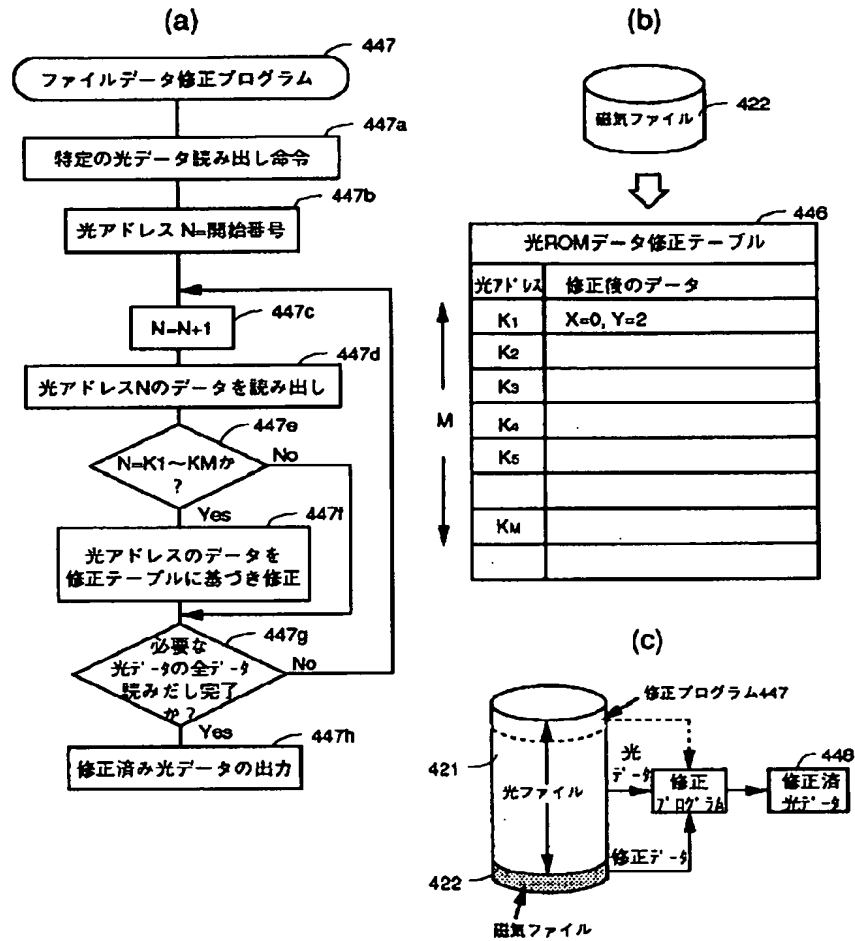 (a)
447
ファイルデータ修正プログラム
447a
特定の光データ読み出し命令
447b
光アドレス N=開始番号
447c
N=N+1
447d
光アドレスNのデータを読み出し
447e
N=K1～KMか
?
No
Yes
447f
光アドレスのデータを
修正テーブルに基づき修正
447g
必要な
光データの全データ
読みだし完了
か?
No
Yes
447h
修正済み光データの出力
(b)
磁気ファイル
422
446
光ROMデータ修正テーブル
光アドレス 修正後のデータ
K1 X=0, Y=2
K2
K3
K4
K5
KM
M
(c)
修正プログラム447
421
光ファイル
光
データ
修正
プログラム
448
修正済
光データ
修正データ
422
磁気ファイル